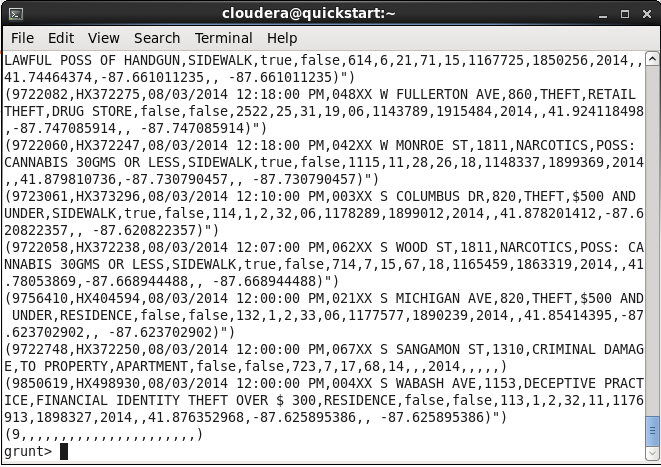 cloudera@quickstart:~
File Edit View Search Terminal Help
LAWFUL POSS OF HANDGUN,SIDEWALK,true,false,614,6,21,71,15,1167725,1850256,2014,,
41.74464374,-87.661011235,, -87.661011235)")
(9722082,HX372275,08/03/2014 12:18:00 PM,048XX W FULLERTON AVE,860,THEFT,RETAIL
THEFT,DRUG STORE,false,false,2522,25,31,19,06,1143789,1915484,2014,,41.924118498
,-87.747085914,, -87.747085914)")
(9722060,HX372247,08/03/2014 12:18:00 PM,042XX W MONROE ST,1811,NARCOTICS,POSS:
CANNABIS 30GMS OR LESS,SIDEWALK,true,false,1115,11,28,26,18,1148337,1899369,2014
,,41.879810736,-87.730790457,, -87.730790457)")
(9723061,HX373296,08/03/2014 12:10:00 PM,003XX S COLUMBUS DR,820,THEFT,$500 AND
UNDER,SIDEWALK,true,false,114,1,2,32,06,1178289,1899012,2014,,41.878201412,-87.6
20822357,, -87.620822357)")
(9722058,HX372238,08/03/2014 12:07:00 PM,062XX S WOOD ST,1811,NARCOTICS,POSS: CA
NNABIS 30GMS OR LESS,SIDEWALK,true,false,714,7,15,67,18,1165459,1863319,2014,,41
.78053869,-87.668944488,, -87.668944488)")
(9756410,HX404594,08/03/2014 12:00:00 PM,021XX S MICHIGAN AVE,820,THEFT,$500 AND
UNDER,RESIDENCE,false,false,132,1,2,33,06,1177577,1890239,2014,,41.85414395,-87
.623702902,, -87.623702902)")
(9722748,HX372250,08/03/2014 12:00:00 PM,067XX S SANGAMON ST,1310,CRIMINAL DAMAG
E,TO PROPERTY,APARTMENT,false,false,723,7,17,68,14,,,2014,,,,,)
(9850619,HX498930,08/03/2014 12:00:00 PM,004XX S WABASH AVE,1153,DECEPTIVE PRACT
ICE,FINANCIAL IDENTITY THEFT OVER $ 300,RESIDENCE,false,false,113,1,2,32,11,1176
913,1898327,2014,,41.876352968,-87.625895386,, -87.625895386)")
(9,,,,,,,,,,,,,,,,,,,,,,)
grunt>